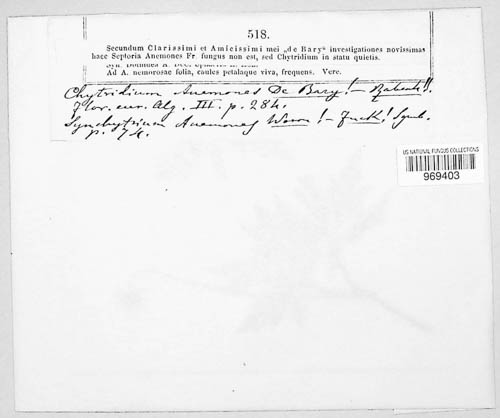 518.
Secundum Clarissimi et Amicissimi mei „de Bary" investigationes novissimas
haec Septoria Anemones Fr. fungus non est, sed Chytridium in statu quietis.
Ad A. nemorosae folia, caules petalaque viva, frequens. Vere.
Chytridium Anemones De Bary! — Rabenh!!
Flor. eur. Alg. III. p. 284.
Synchytrium Anemones Woron! — Fuck! Symb.
p. 74.
US NATIONAL FUNGUS COLLECTIONS
969403